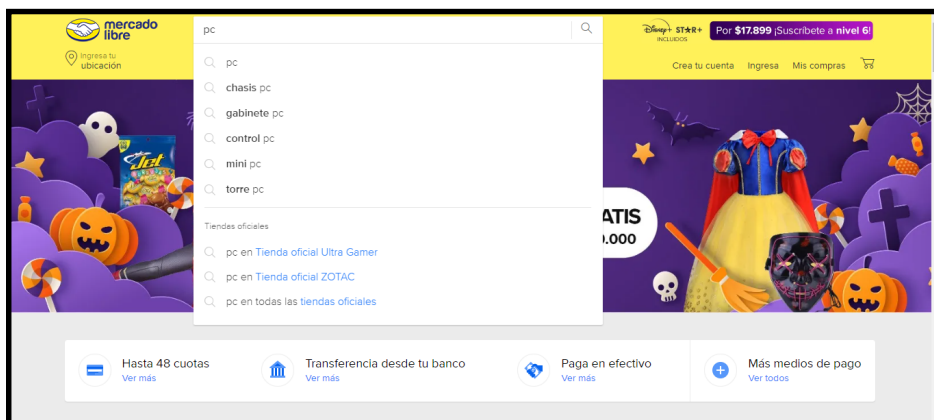 mercado
libre
pc
Disney+ ST★R+
INCLUIDOS
Por $17.899 ¡Suscríbete a nivel 6!
Ingresa tu
ubicación
Crea tu cuenta Ingresa Mis compras
pc
chasis pc
gabinete pc
control pc
mini pc
torre pc
Tiendas oficiales
pc en Tienda oficial Ultra Gamer
pc en Tienda oficial ZOTAC
pc en todas las tiendas oficiales
Jet
ATIS
0.000
Hasta 48 cuotas
Ver más
Transferencia desde tu banco
Ver más
Paga en efectivo
Ver más
Más medios de pago
Ver todos